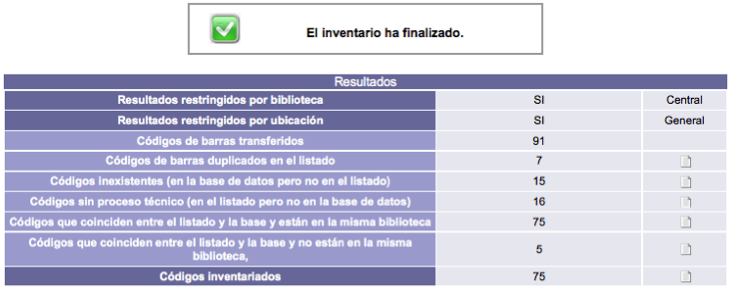 El inventario ha finalizado.
Resultados
Resultados restringidos por biblioteca SI Central
Resultados restringidos por ubicación SI General
Códigos de barras transferidos 91
Códigos de barras duplicados en el listado 7
Códigos inexistentes (en la base de datos pero no en el listado) 15
Códigos sin proceso técnico (en el listado pero no en la base de datos) 16
Códigos que coinciden entre el listado y la base y están en la misma biblioteca 75
Códigos que coinciden entre el listado y la base y no están en la misma
biblioteca, 5
Códigos inventariados 75